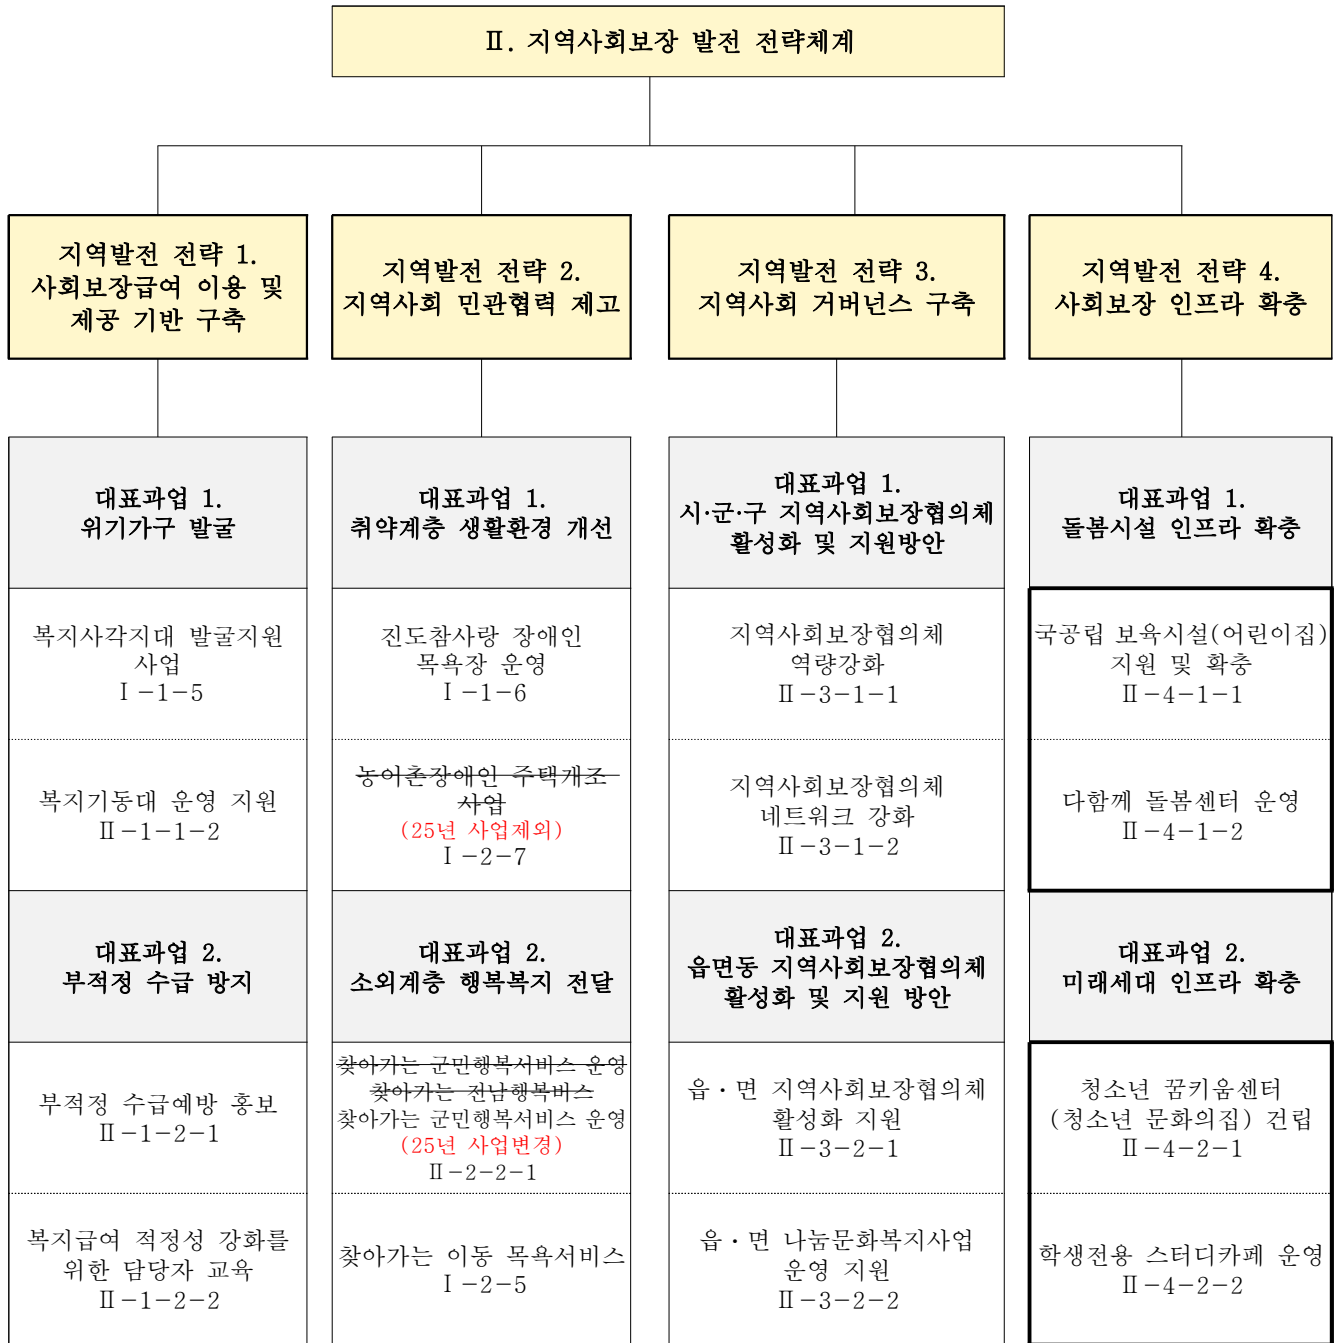 Ⅱ. 지역사회보장 발전 전략체계
지역발전 전략 1.
사회보장급여 이용 및
제공 기반 구축
지역발전 전략 2.
지역사회 민관협력 제고
지역발전 전략 3.
지역사회 거버넌스 구축
지역발전 전략 4.
사회보장 인프라 확충
대표과업 1.
위기가구 발굴
복지사각지대 발굴지원
사업
Ⅰ-1-5
복지기동대 운영 지원
Ⅱ-1-1-2
대표과업 2.
부적정 수급 방지
부적정 수급예방 홍보
Ⅱ-1-2-1
복지급여 적정성 강화를
위한 담당자 교육
Ⅱ-1-2-2
대표과업 1.
취약계층 생활환경 개선
진도참사랑 장애인
목욕장 운영
Ⅰ-1-6
농어촌장애인 주택개조
사업
(25년 사업제외)
Ⅰ-2-7
대표과업 2.
소외계층 행복복지 전달
찾아가는 군민행복서비스 운영
찾아가는 전남행복버스
찾아가는 군민행복서비스 운영
(25년 사업변경)
Ⅱ-2-2-1
찾아가는 이동 목욕서비스
Ⅰ-2-5
대표과업 1.
시·군·구 지역사회보장협의체
활성화 및 지원방안
지역사회보장협의체
역량강화
Ⅱ-3-1-1
지역사회보장협의체
네트워크 강화
Ⅱ-3-1-2
대표과업 2.
읍면동 지역사회보장협의체
활성화 및 지원 방안
읍·면 지역사회보장협의체
활성화 지원
Ⅱ-3-2-1
읍·면 나눔문화복지사업
운영 지원
Ⅱ-3-2-2
대표과업 1.
돌봄시설 인프라 확충
국공립 보육시설(어린이집)
지원 및 확충
Ⅱ-4-1-1
다함께 돌봄센터 운영
Ⅱ-4-1-2
대표과업 2.
미래세대 인프라 확충
청소년 꿈키움센터
(청소년 문화의집) 건립
Ⅱ-4-2-1
학생전용 스터디카페 운영
Ⅱ-4-2-2